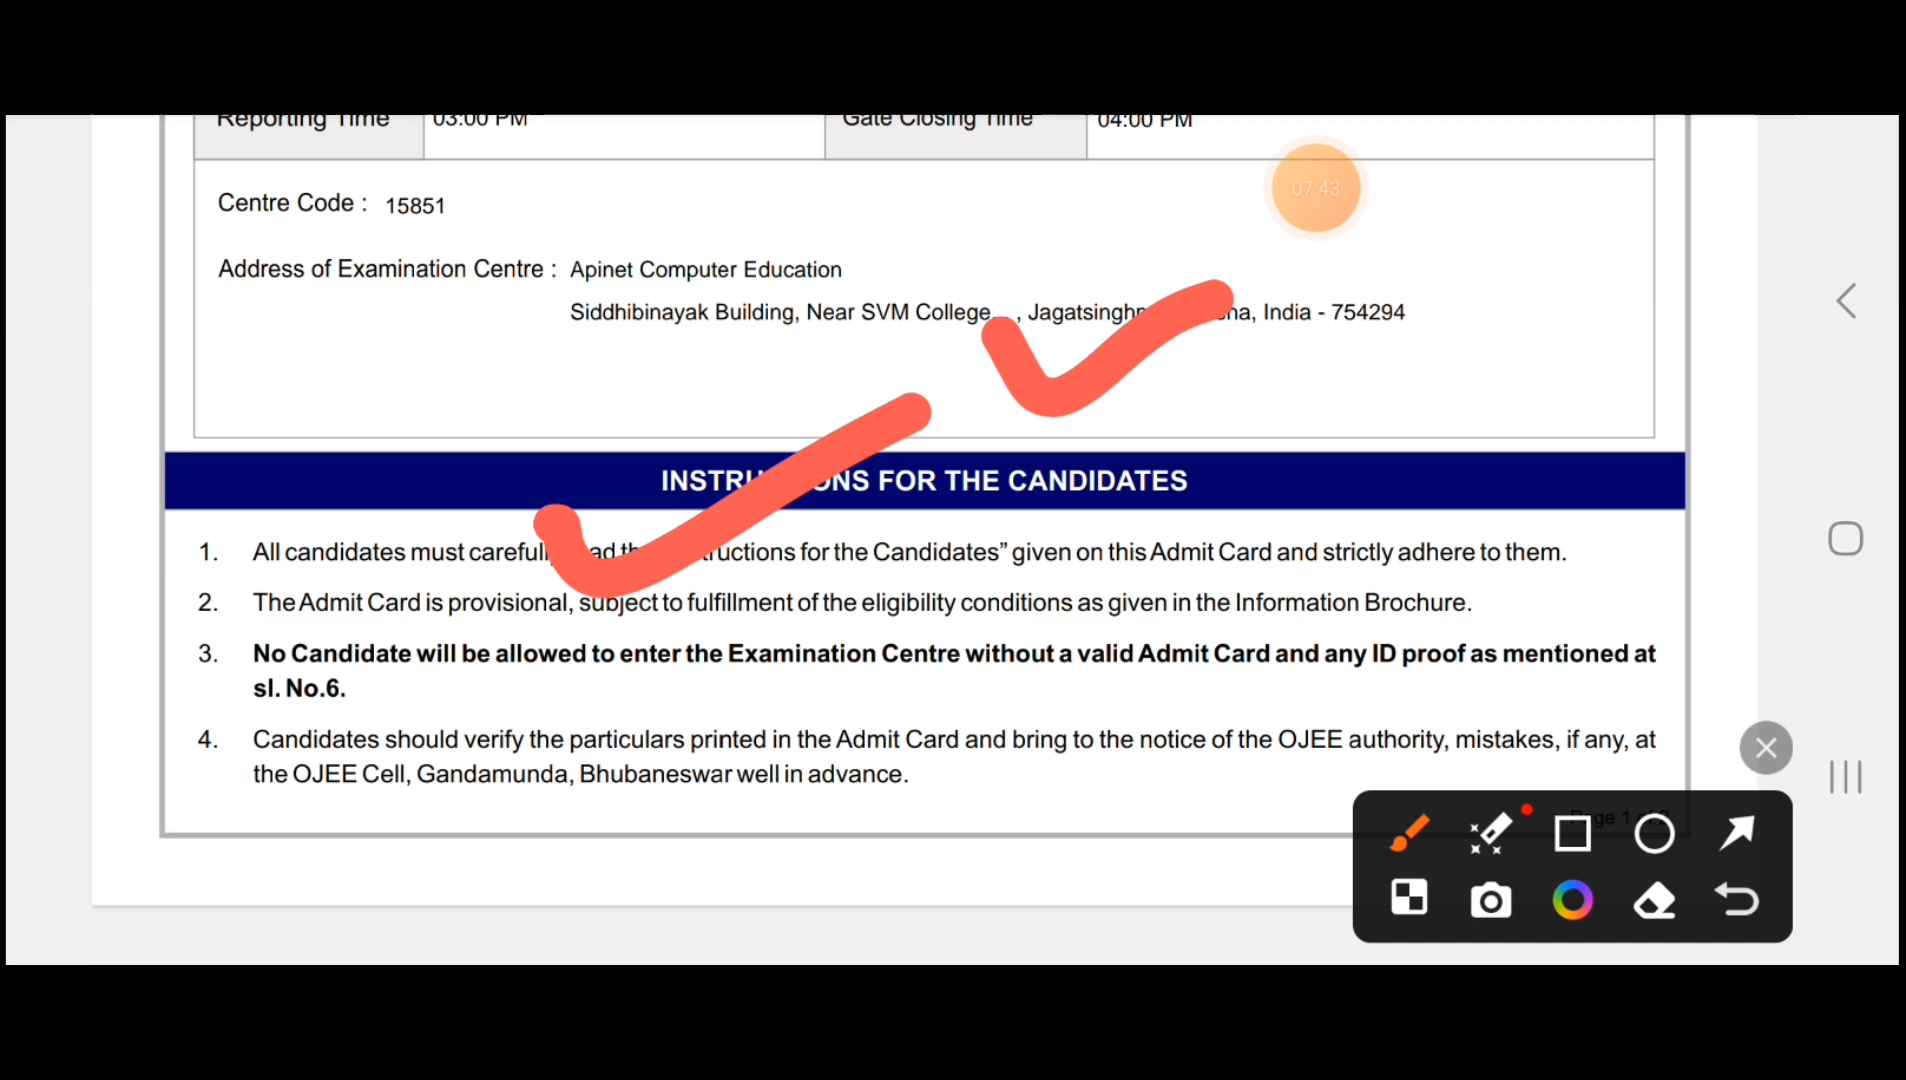 Reporting Time 03:00 PM Gate Closing Time 04:00 PM
07:43
Centre Code : 15851
Address of Examination Centre : Apinet Computer Education
Siddhibinayak Building, Near SVM College, , India - 754294
INSTRUCTIONS FOR THE CANDIDATES
1. All candidates must carefully for the Candidates” given on this Admit Card and strictly adhere to them.
2. The Admit Card is provisional, subject to fulfillment of the eligibility conditions as given in the Information Brochure.
3. No Candidate will be allowed to enter the Examination Centre without a valid Admit Card and any ID proof as mentioned at
sl. No.6.
4. Candidates should verify the particulars printed in the Admit Card and bring to the notice of the OJEE authority, mistakes, if any, at
the OJEE Cell, Gandamunda, Bhubaneswar well in advance.